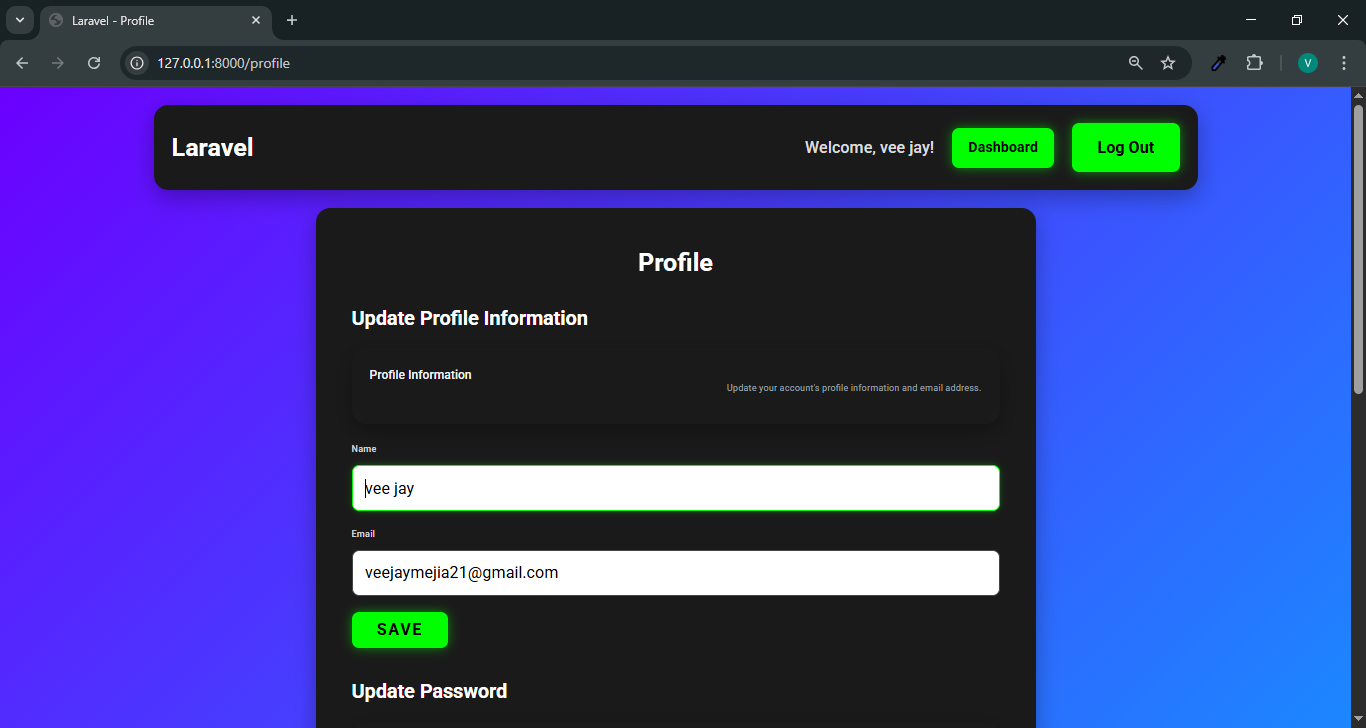 Laravel - Profile
127.0.0.1:8000/profile
V
Laravel
Welcome, vee jay!
Dashboard
Log Out
Profile
Update Profile Information
Profile Information
Update your account's profile information and email address.
Name
vee jay
Email
veejaymejia21@gmail.com
SAVE
Update Password